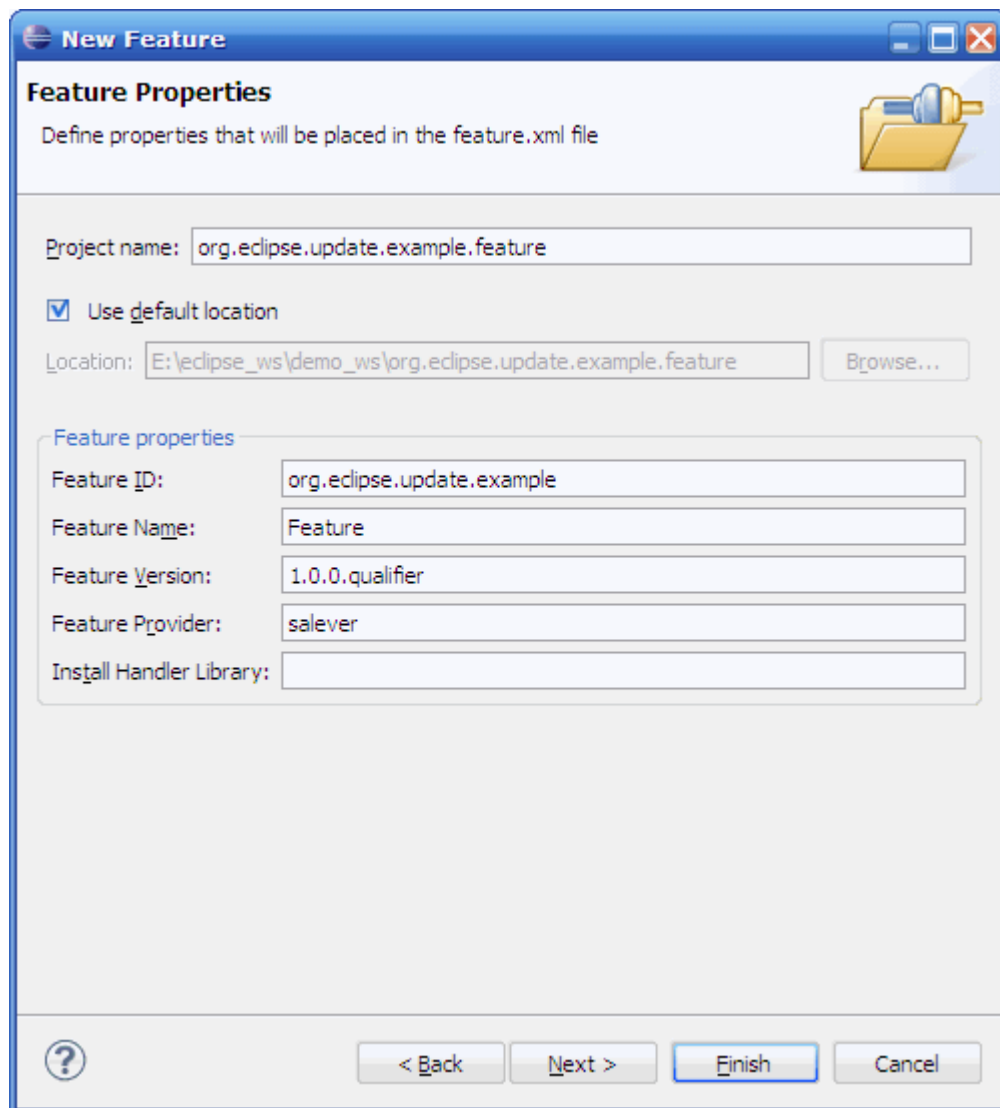 New Feature
Feature Properties
Define properties that will be placed in the feature.xml file
Project name: org.eclipse.update.example.feature
Use default location
Location: E:\eclipse_ws\demo_ws\org.eclipse.update.example.feature Browse...
Feature properties
Feature ID: org.eclipse.update.example
Feature Name: Feature
Feature Version: 1.0.0.qualifier
Feature Provider: salever
Install Handler Library:
? < Back Next > Finish Cancel